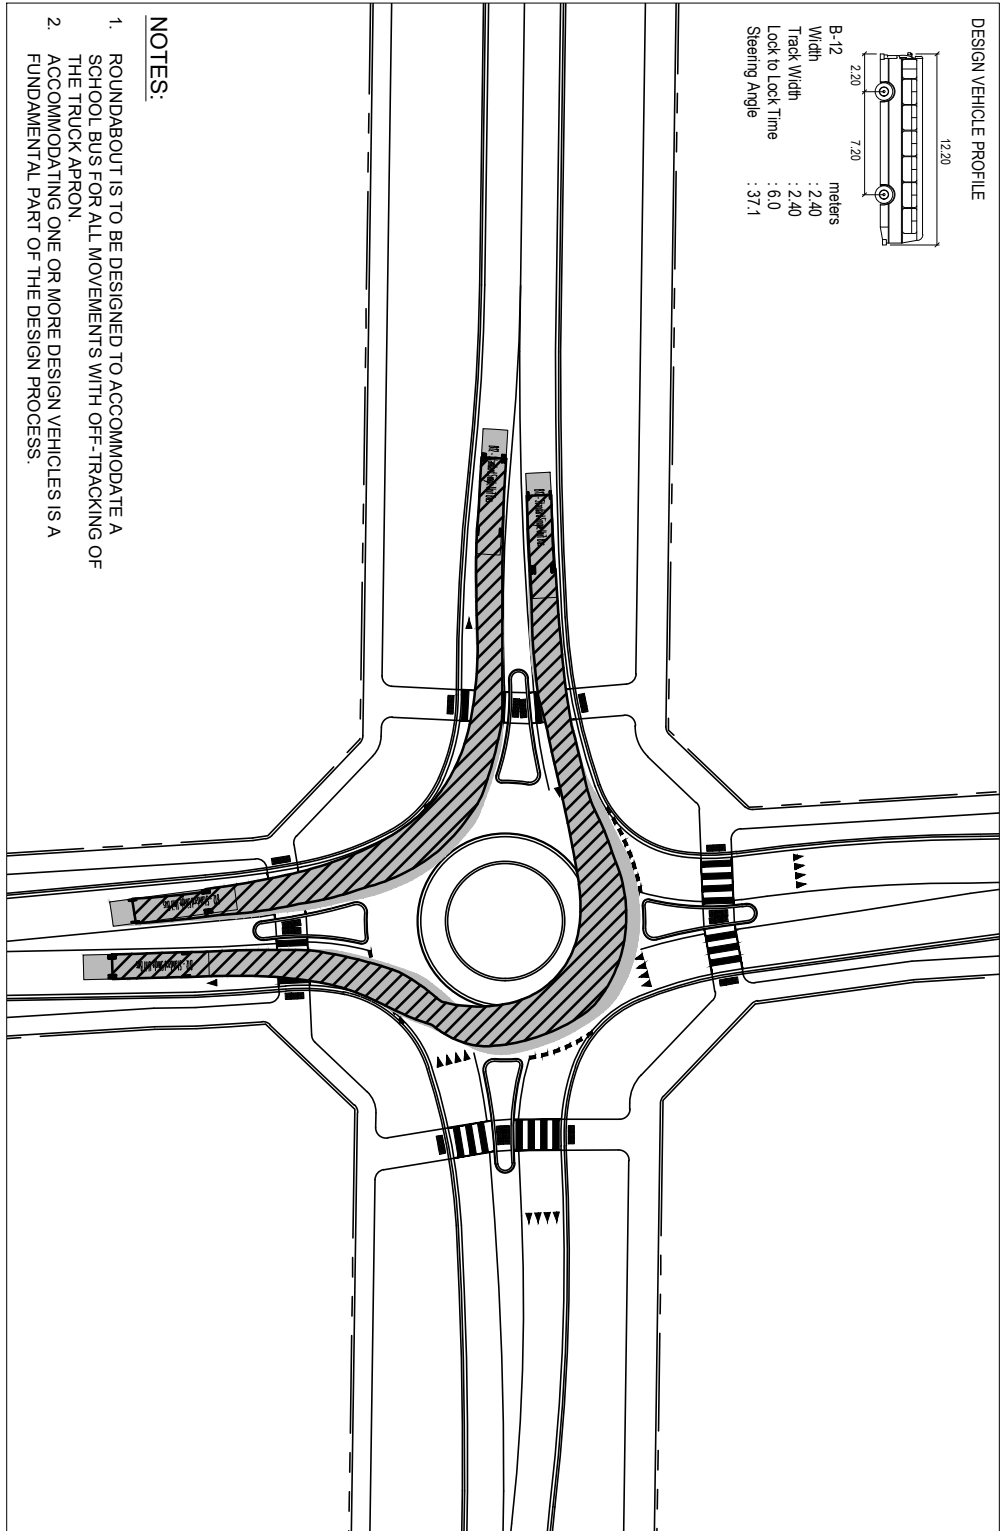 DESIGN VEHICLE PROFILE
12.20
2.20
7.20
B-12
meters
Width : 2.40
Track Width : 2.40
Lock to Lock Time : 6.0
Steering Angle : 37.1
NOTES:
1. ROUNDABOUT IS TO BE DESIGNED TO ACCOMMODATE A
SCHOOL BUS FOR ALL MOVEMENTS WITH OFF-TRACKING OF
THE TRUCK APRON.
2. ACCOMMODATING ONE OR MORE DESIGN VEHICLES IS A
FUNDAMENTAL PART OF THE DESIGN PROCESS.